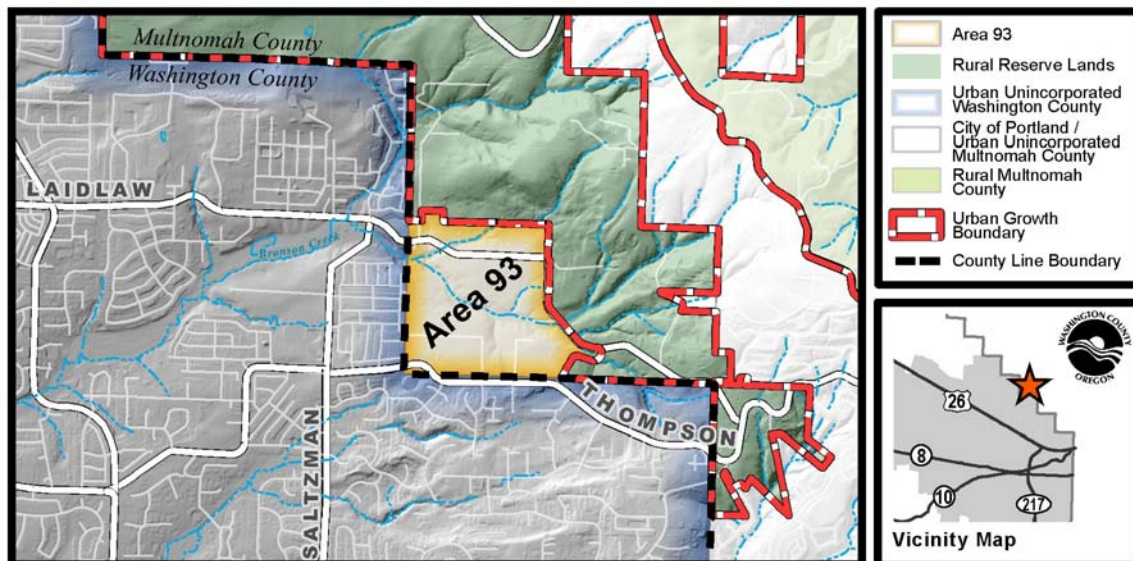 Multnomah County
Washington County
LAIDLAW
Bronson Creek
Area 93
SALTZMAN
THOMPSON
Area 93
Rural Reserve Lands
Urban Unincorporated
Washington County
City of Portland /
Urban Unincorporated
Multnomah County
Rural Multnomah
County
Urban Growth
Boundary
County Line Boundary
WASHINGTON COUNTY
OREGON
26
8
10
217
Vicinity Map